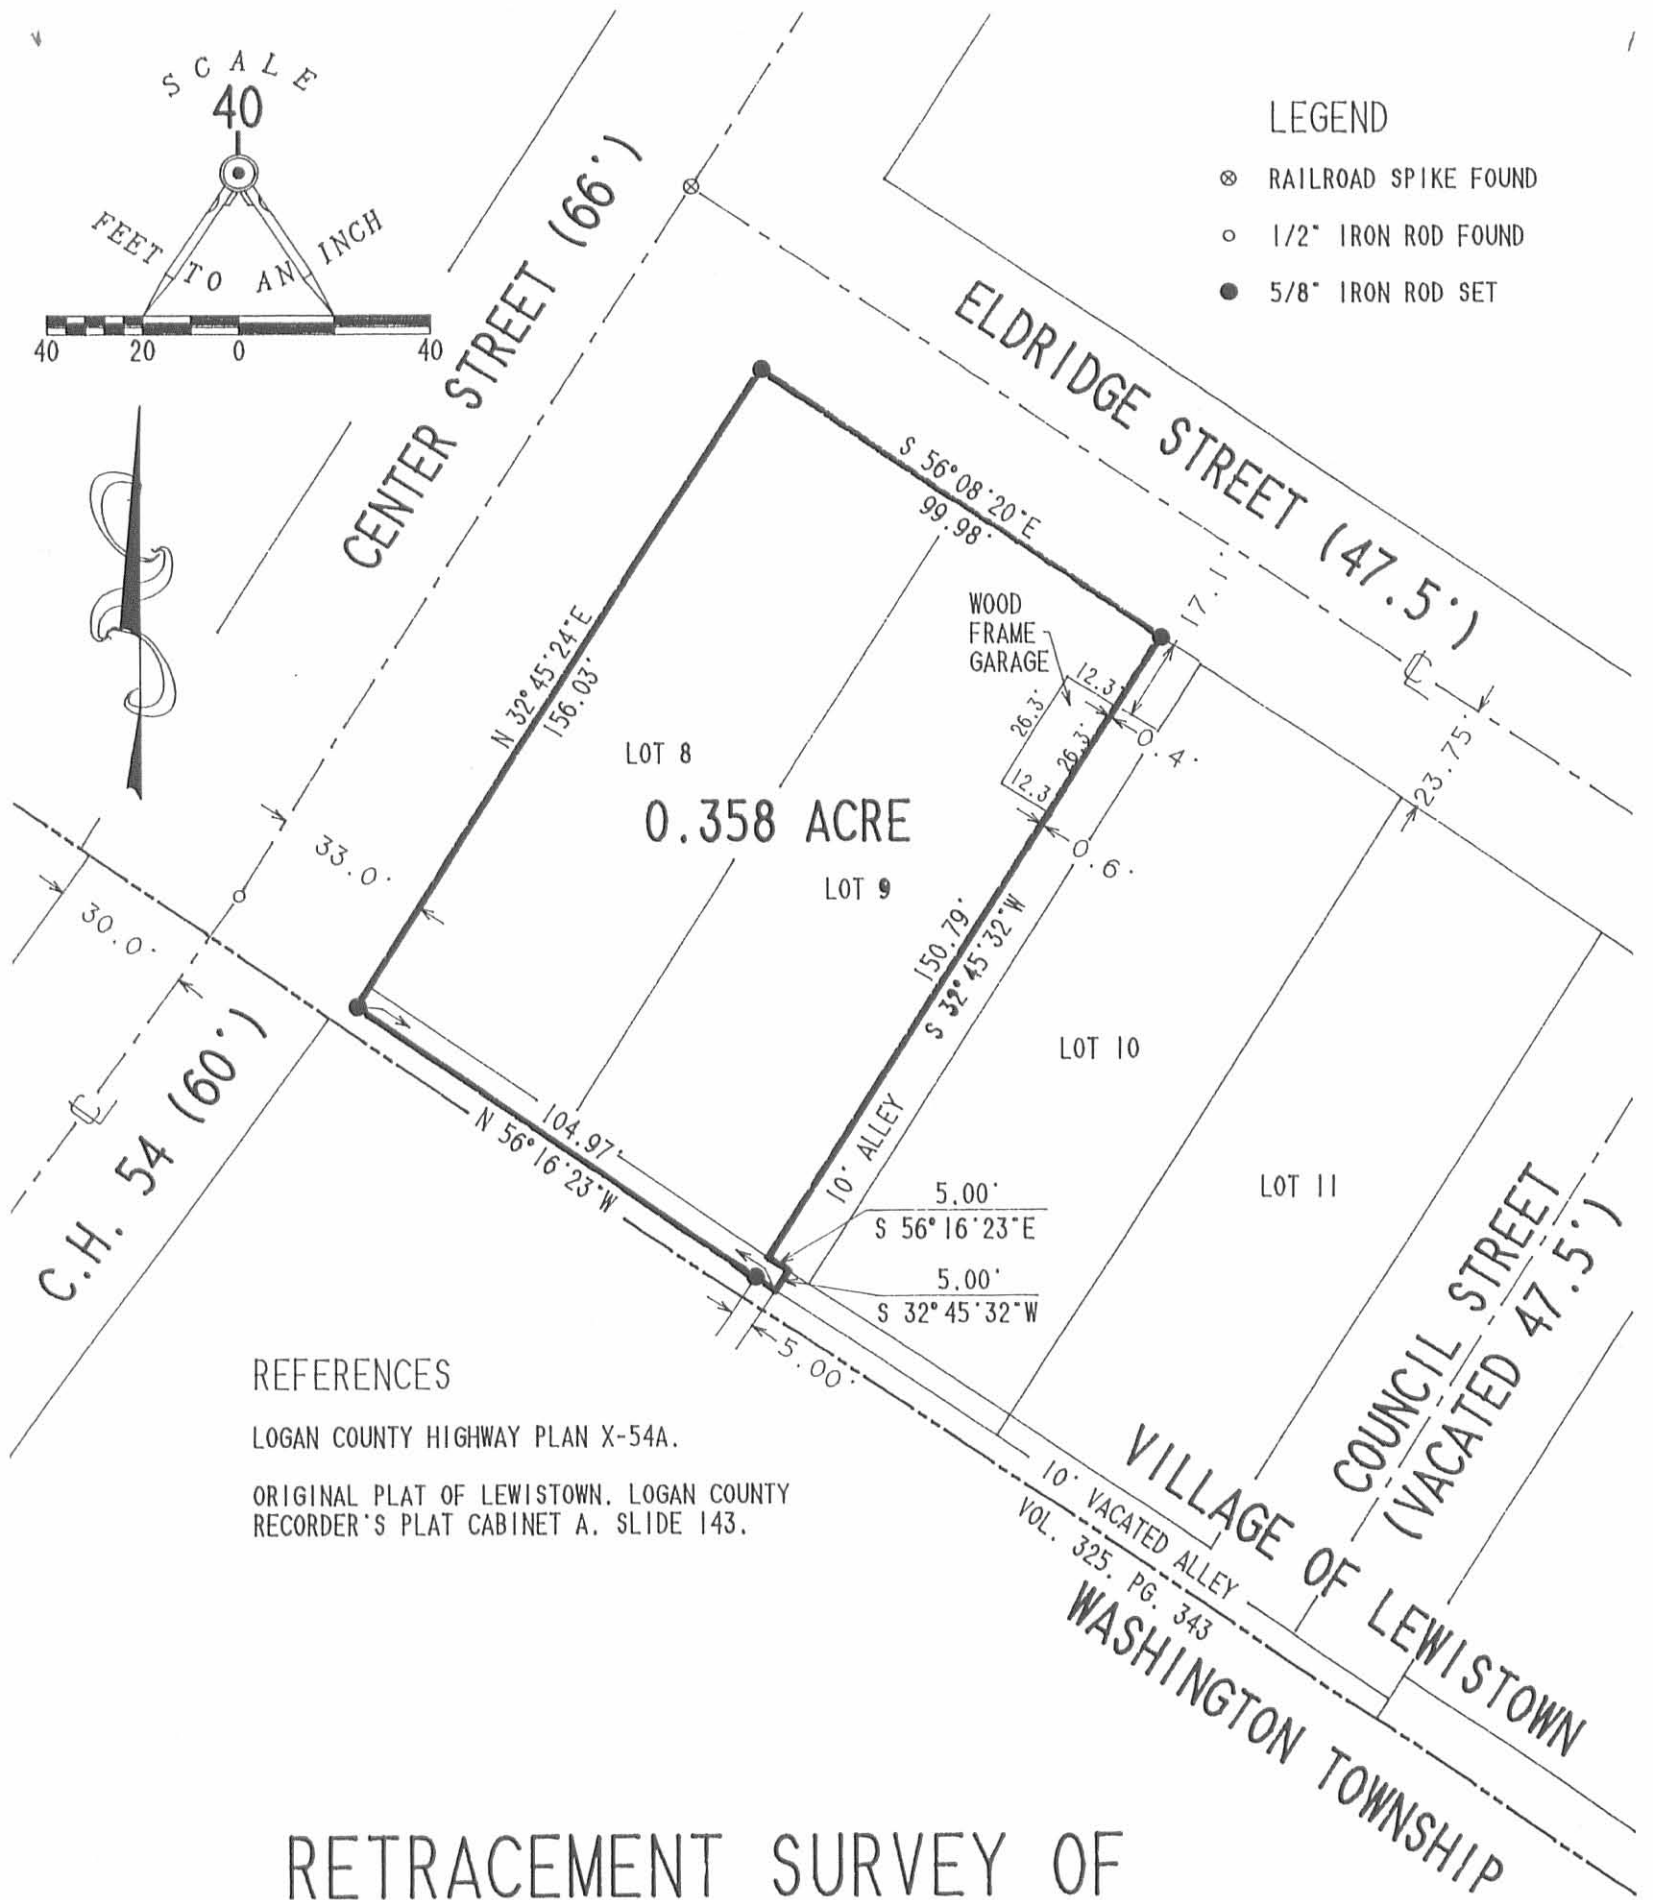 SCALE
40
FEET TO AN INCH
40 20 0 40
LEGEND
⊗ RAILROAD SPIKE FOUND
○ 1/2" IRON ROD FOUND
● 5/8" IRON ROD SET
CENTER STREET (66')
ELDRIDGE STREET (47.5')
S 56°08'20"E
99.98'
17.1'
WOOD
FRAME
GARAGE
12.3'
26.3'
26.3'
12.3'
0.4'
0.6'
23.75'
N 32°45'24"E
156.03'
LOT 8
0.358 ACRE
LOT 9
33.0'
30.0'
150.79'
S 32°45'32"W
LOT 10
LOT 11
C.H. 54 (60')
104.97'
N 56°16'23"W
10' ALLEY
5.00'
S 56°16'23"E
5.00'
S 32°45'32"W
5.00'
COUNCIL STREET
(VACATED 47.5')
REFERENCES
LOGAN COUNTY HIGHWAY PLAN X-54A.
ORIGINAL PLAT OF LEWISTOWN. LOGAN COUNTY
RECORDER'S PLAT CABINET A. SLIDE 143.
10' VACATED ALLEY
VOL. 325. PG. 343
VILLAGE OF LEWISTOWN
WASHINGTON TOWNSHIP
RETRACEMENT SURVEY OF